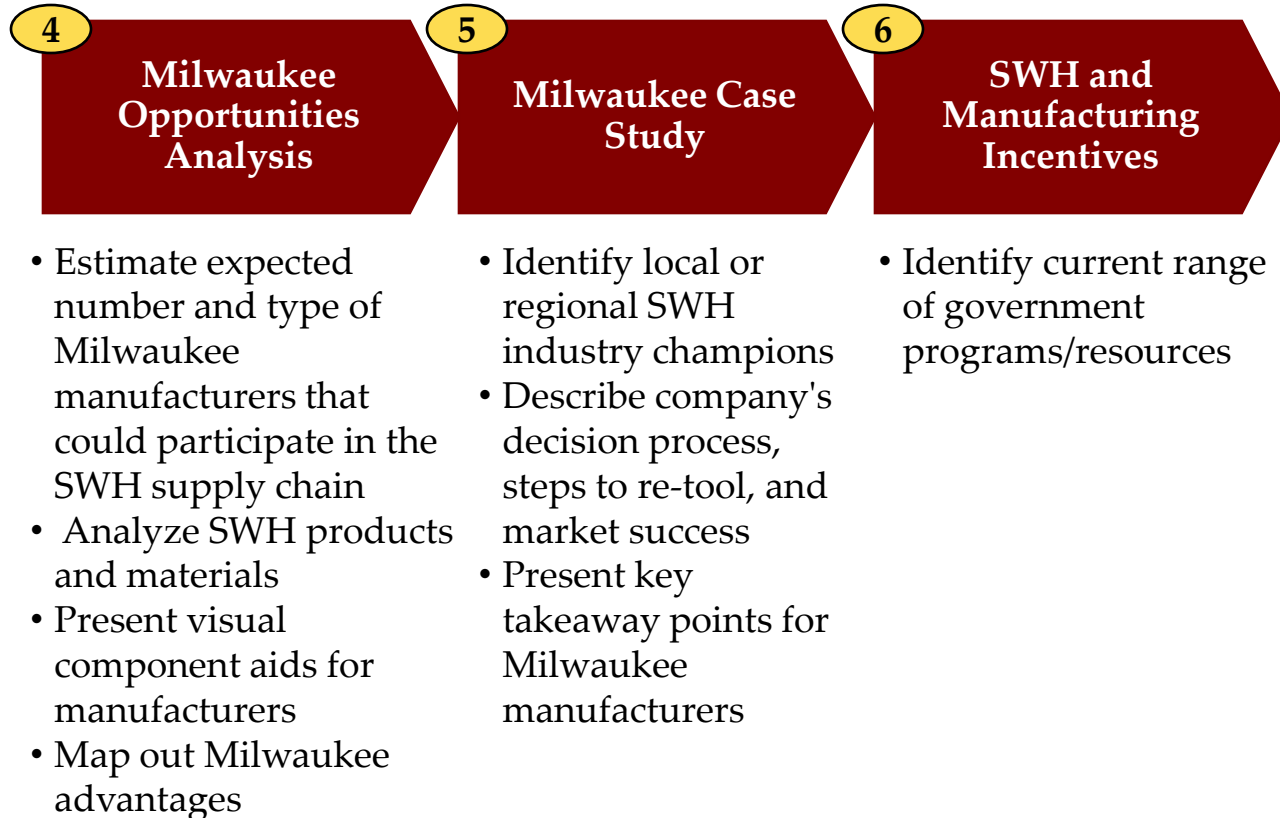 4
Milwaukee
Opportunities
Analysis
• Estimate expected
number and type of
Milwaukee
manufacturers that
could participate in the
SWH supply chain
• Analyze SWH products
and materials
• Present visual
component aids for
manufacturers
• Map out Milwaukee
advantages
5
Milwaukee Case
Study
• Identify local or
regional SWH
industry champions
• Describe company's
decision process,
steps to re-tool, and
market success
• Present key
takeaway points for
Milwaukee
manufacturers
6
SWH and
Manufacturing
Incentives
• Identify current range
of government
programs/resources